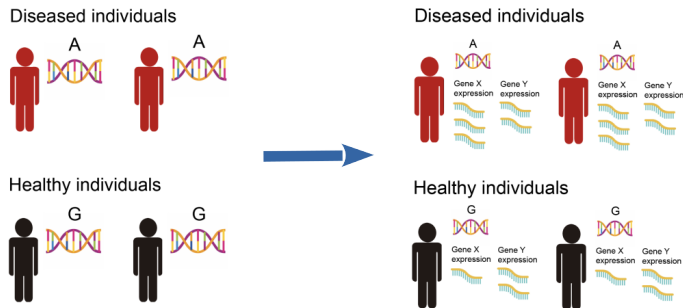 Diseased individuals
A
A
Healthy individuals
G
G
Diseased individuals
A
Gene X
expression
Gene Y
expression
A
Gene X
expression
Gene Y
expression
Healthy individuals
G
Gene X
expression
Gene Y
expression
G
Gene X
expression
Gene Y
expression